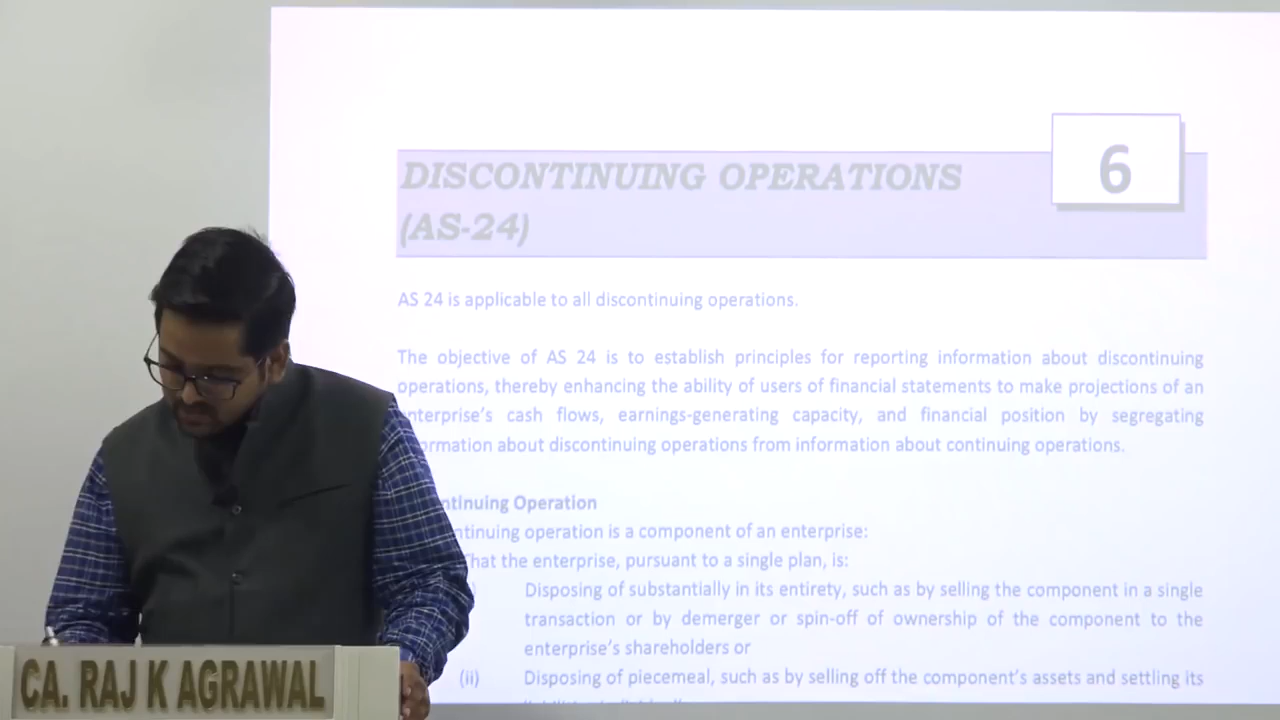 6
DISCONTINUING OPERATIONS
(AS-24)
AS 24 is applicable to all discontinuing operations.
The objective of AS 24 is to establish principles for reporting information about discontinuing
operations, thereby enhancing the ability of users of financial statements to make projections of an
enterprise's cash flows, earnings-generating capacity, and financial position by segregating
about discontinuing operations from information about continuing operations.
Operation
operation is a component of an enterprise:
That the enterprise, pursuant to a single plan, is:
Disposing of substantially in its entirety, such as by selling the component in a single
transaction or by demerger or spin-off of ownership of the component to the
enterprise's shareholders or
(ii) Disposing of piecemeal, such as by selling off the component's assets and settling its
CA. RAJ K AGRAWAL